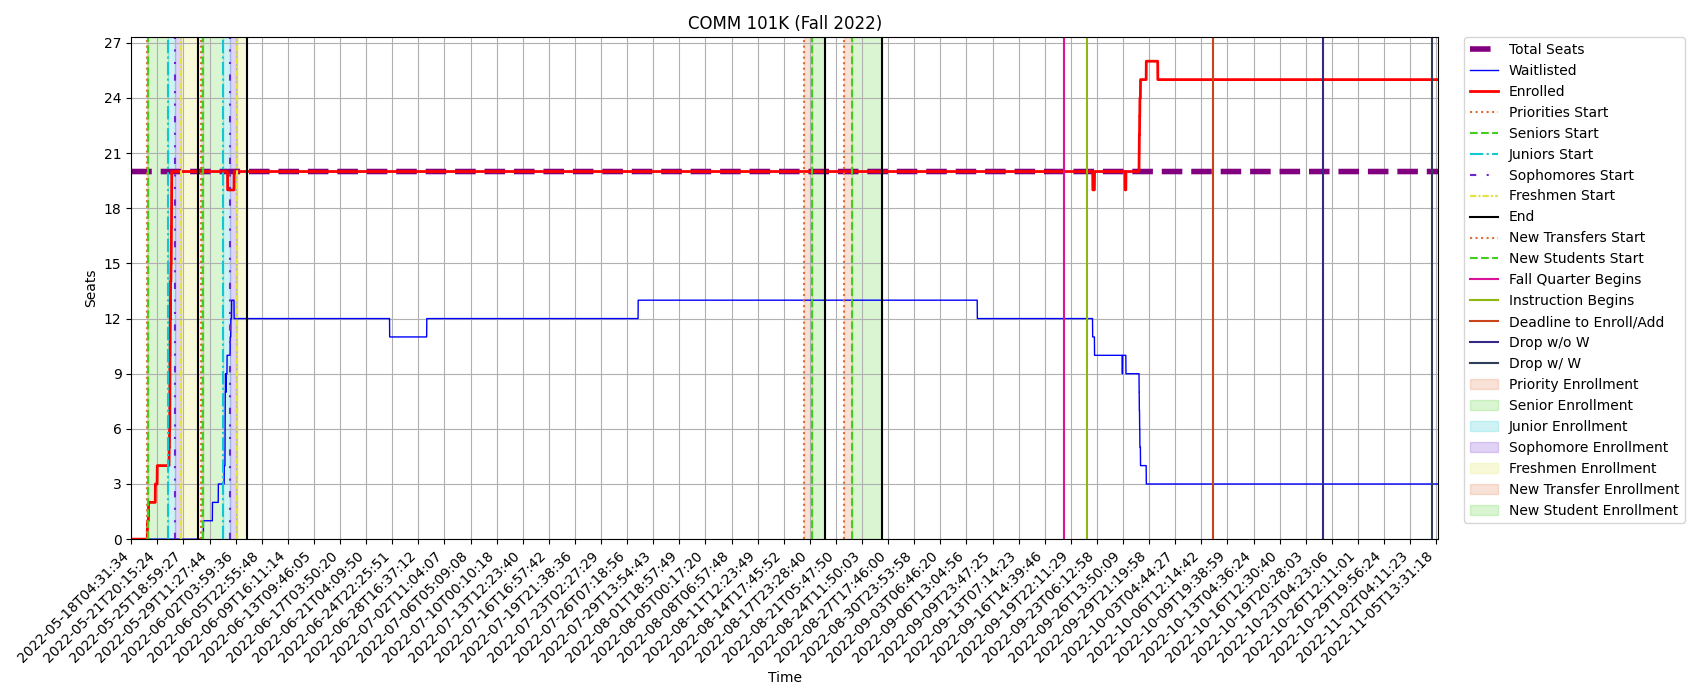 COMM 101K (Fall 2022)
Seats
27
24
21
18
15
12
9
6
3
0
2022-05-18T04:31:34
2022-05-21T20:15:24
2022-05-25T18:59:27
2022-05-29T11:27:44
2022-06-02T03:59:36
2022-06-05T22:55:48
2022-06-09T16:11:14
2022-06-13T09:46:05
2022-06-17T03:50:20
2022-06-21T04:09:50
2022-06-24T22:25:51
2022-06-28T16:37:12
2022-07-02T11:04:07
2022-07-06T05:09:08
2022-07-10T00:10:18
2022-07-13T12:23:40
2022-07-16T16:57:42
2022-07-19T21:38:36
2022-07-23T02:27:29
2022-07-26T07:18:56
2022-07-29T13:54:43
2022-08-01T18:57:49
2022-08-05T00:17:20
2022-08-08T06:57:48
2022-08-11T12:23:49
2022-08-14T17:45:52
2022-08-17T23:28:40
2022-08-21T05:47:50
2022-08-24T11:50:03
2022-08-27T17:46:00
2022-08-30T23:53:58
2022-09-03T06:46:20
2022-09-06T13:04:56
2022-09-09T23:47:25
2022-09-13T07:14:23
2022-09-16T14:39:46
2022-09-19T22:11:29
2022-09-23T06:12:58
2022-09-26T13:50:09
2022-09-29T21:19:58
2022-10-03T04:44:27
2022-10-06T12:14:42
2022-10-09T19:38:59
2022-10-13T04:36:24
2022-10-16T12:30:40
2022-10-19T20:28:03
2022-10-23T04:23:06
2022-10-26T12:11:01
2022-10-29T19:56:24
2022-11-02T04:11:23
2022-11-05T13:31:18
Time
Total Seats
Waitlisted
Enrolled
Priorities Start
Seniors Start
Juniors Start
Sophomores Start
Freshmen Start
End
New Transfers Start
New Students Start
Fall Quarter Begins
Instruction Begins
Deadline to Enroll/Add
Drop w/o W
Drop w/ W
Priority Enrollment
Senior Enrollment
Junior Enrollment
Sophomore Enrollment
Freshmen Enrollment
New Transfer Enrollment
New Student Enrollment